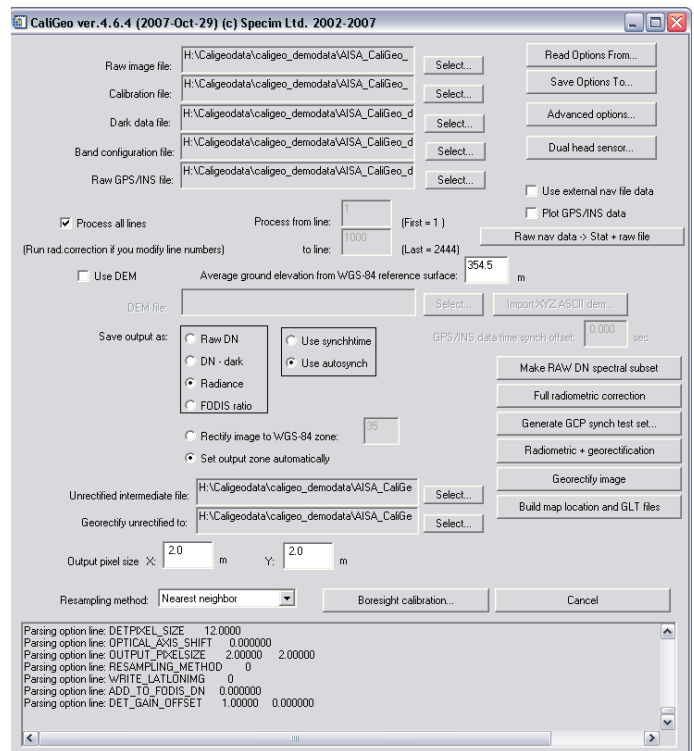 CaliGeo ver.4.6.4 (2007-Oct-29) (c) Specim Ltd. 2002-2007
Raw image file: H:\Caligeodata\caligeo_demodata\AISA_CaliGeo_ Select... Read Options From...
Calibration file: H:\Caligeodata\caligeo_demodata\AISA_CaliGeo_ Select... Save Options To...
Dark data file: H:\Caligeodata\caligeo_demodata\AISA_CaliGeo_d Select... Advanced options...
Band configuration file: H:\Caligeodata\caligeo_demodata\AISA_CaliGeo_d Select... Dual head sensor...
Raw GPS/INS file: H:\Caligeodata\caligeo_demodata\AISA_CaliGeo_d Select...
Use external nav file data
Plot GPS/INS data
Process all lines Process from line: 1 (First = 1 )
Raw nav data -> Stat + raw file
(Run rad.correction if you modify line numbers) to line: 1000 (Last = 2444)
Use DEM Average ground elevation from WGS-84 reference surface: 354.5 m
DEM file: Select... Import XYZ ASCII dem...
Save output as: Raw DN Use synchhtime GPS/INS data time synch offset: 0.000 sec
DN - dark Use autosynch Make RAW DN spectral subset
Radiance Full radiometric correction
FODIS ratio Generate GCP synch test set...
Rectify image to WGS-84 zone: 35 Radiometric + georectification
Set output zone automatically
Georectify image
Unrectified intermediate file: H:\Caligeodata\caligeo_demodata\AISA_CaliGe Select... Build map location and GLT files
Georectify unrectified to: H:\Caligeodata\caligeo_demodata\AISA_CaliGe Select...
Output pixel size X: 2.0 m Y: 2.0 m
Resampling method: Nearest neighbor Boresight calibration... Cancel
Parsing option line: DETPIXEL_SIZE 12.0000
Parsing option line: OPTICAL_AXIS_SHIFT 0.000000
Parsing option line: OUTPUT_PIXELSIZE 2.00000 2.00000
Parsing option line: RESAMPLING_METHOD 0
Parsing option line: WRITE_LATLONIMG 0
Parsing option line: ADD_TO_FODIS_DN 0.000000
Parsing option line: DET_GAIN_OFFSET 1.00000 0.000000